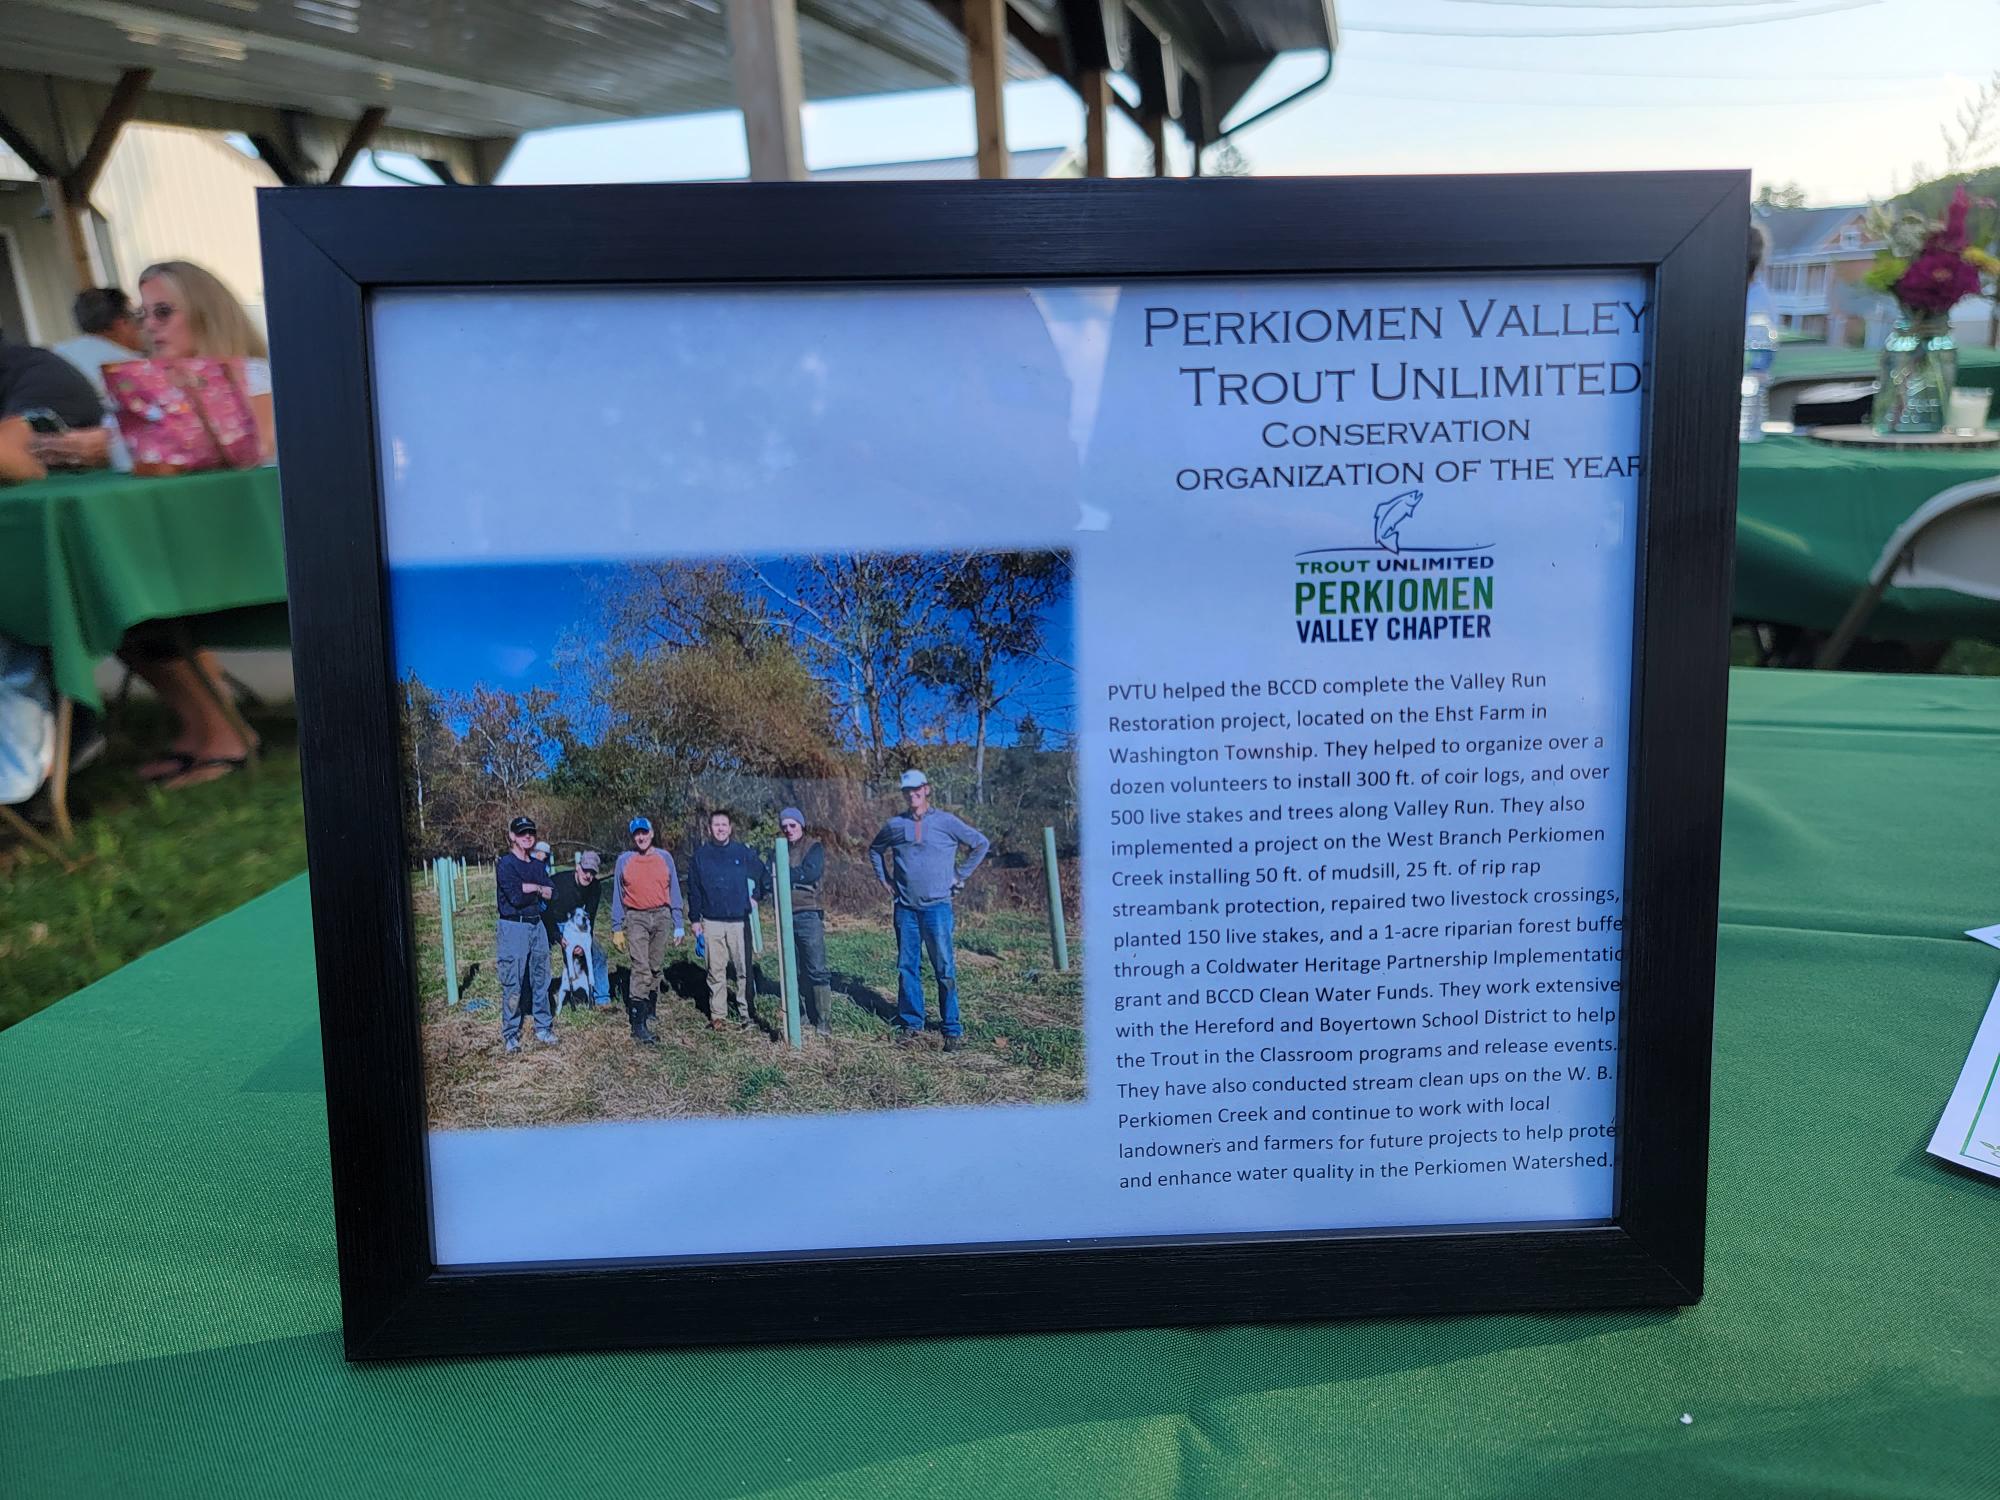 PERKIOMEN VALLEY
TROUT UNLIMITED
CONSERVATION
ORGANIZATION OF THE YEAR
TROUT UNLIMITED
PERKIOMEN
VALLEY CHAPTER
PVTU helped the BCCD complete the Valley Run
Restoration project, located on the Ehst Farm in
Washington Township. They helped to organize over a
dozen volunteers to install 300 ft. of coir logs, and over
500 live stakes and trees along Valley Run. They also
implemented a project on the West Branch Perkiomen
Creek installing 50 ft. of mudsill, 25 ft. of rip rap
streambank protection, repaired two livestock crossings,
planted 150 live stakes, and a 1-acre riparian forest buffe
through a Coldwater Heritage Partnership Implementatio
grant and BCCD Clean Water Funds. They work extensive
with the Hereford and Boyertown School District to help
the Trout in the Classroom programs and release events.
They have also conducted stream clean ups on the W. B.
Perkiomen Creek and continue to work with local
landowners and farmers for future projects to help prote
and enhance water quality in the Perkiomen Watershed.